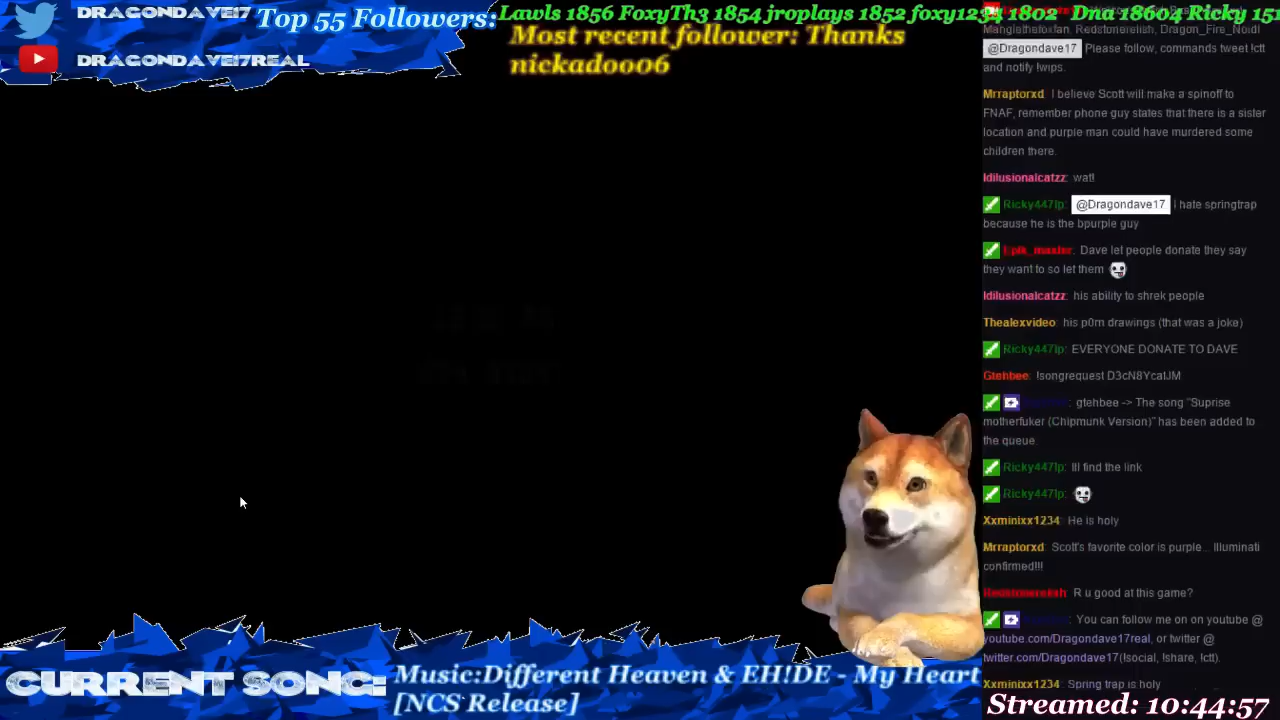 DRAGONDAVE17
DRAGONDAVE17REAL
Top 55 Followers:
Lawls 1856 FoxyTh3 1854 jroplays 1852 foxy1234 1802 Dna 18604 Ricky
Most recent follower: Thanks
nickadoo06
@Dragondave17 Please follow, commands tweet !ctt
and notify !wips.
Mrraptorxd: I believe Scott will make a spinoff to
FNAF, remember phone guy states that there is a sister
location and purple man could have murdered some
children there.
Idilusionalcatzz: wat!
Ricky447lp: @Dragondave17 I hate springtrap
because he is the bpurple guy
Epik_master: Dave let people donate they say
they want to so let them
Idilusionalcatzz: his ability to shrek people
Thealexvideo: his p0rn drawings (that was a joke)
Ricky447lp: EVERYONE DONATE TO DAVE
Gtehbee: !songrequest D3cN8YcaIJM
: gtehbee -> The song "Suprise
motherfuker (Chipmunk Version)" has been added to
the queue.
Ricky447lp: Ill find the link
Ricky447lp:
Xxminixx1234: He is holy
Mrraptorxd: Scott's favorite color is purple... Illuminati
confirmed!!!
R u good at this game?
: You can follow me on on youtube @
youtube.com/Dragondave17real, or twitter @
twitter.com/Dragondave17(!social, !share, !ctt).
Xxminixx1234: Spring trap is holy
CURRENT SONG:
Music:Different Heaven & EH!DE - My Heart
[NCS Release]
Streamed: 10:44:57